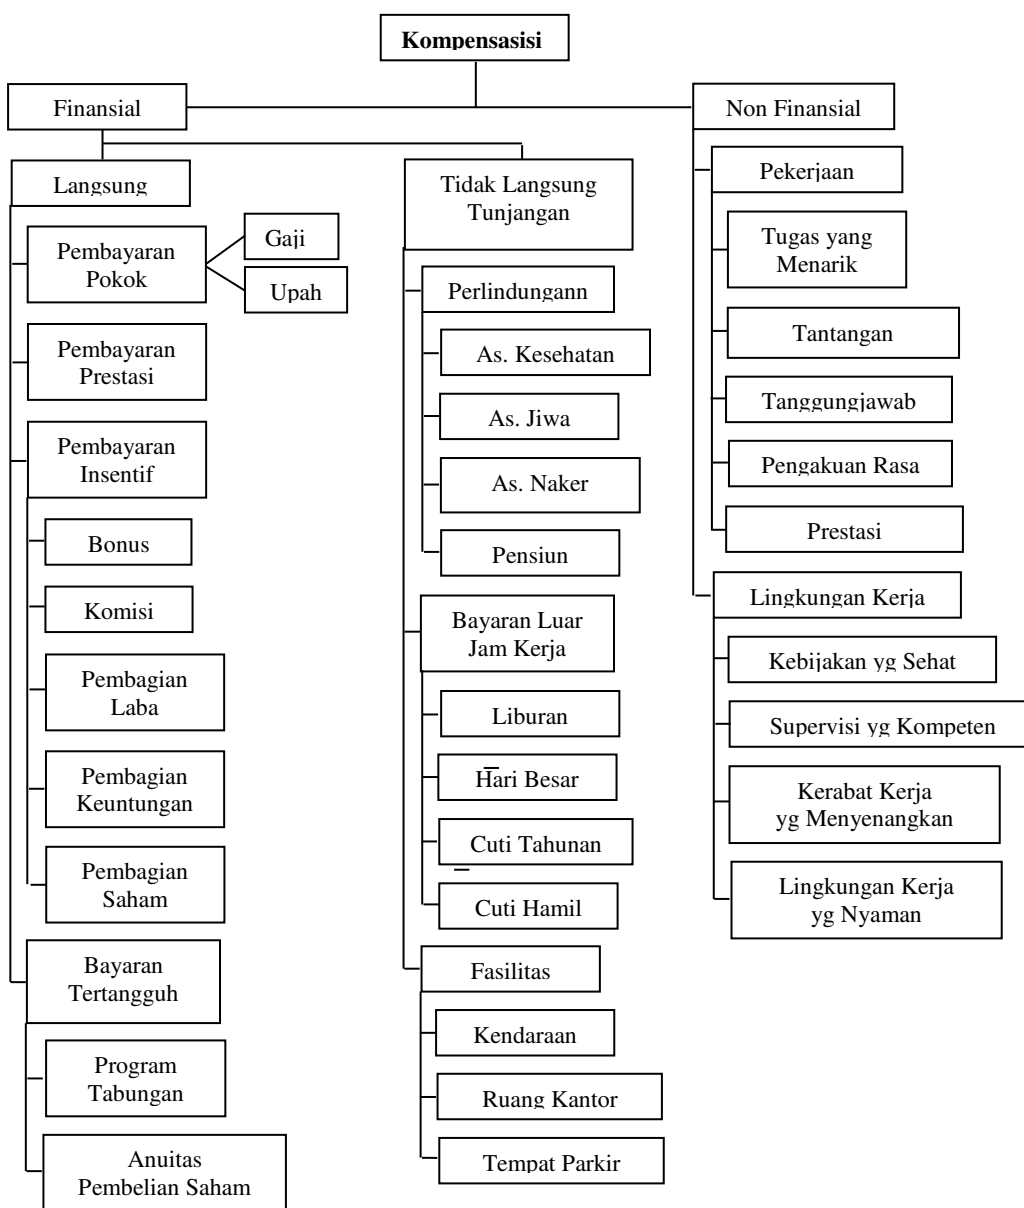 Kompensasisi
Finansial
Langsung
Pembayaran
Pokok
Gaji
Upah
Pembayaran
Prestasi
Pembayaran
Insentif
Bonus
Komisi
Pembagian
Laba
Pembagian
Keuntungan
Pembagian
Saham
Bayaran
Tertangguh
Program
Tabungan
Anuitas
Pembelian Saham
Tidak Langsung
Tunjangan
Perlindungann
As. Kesehatan
As. Jiwa
As. Naker
Pensiun
Bayaran Luar
Jam Kerja
Liburan
Hari Besar
Cuti Tahunan
Cuti Hamil
Fasilitas
Kendaraan
Ruang Kantor
Tempat Parkir
Non Finansial
Pekerjaan
Tugas yang
Menarik
Tantangan
Tanggungjawab
Pengakuan Rasa
Prestasi
Lingkungan Kerja
Kebijakan yg Sehat
Supervisi yg Kompeten
Kerabat Kerja
yg Menyenangkan
Lingkungan Kerja
yg Nyaman